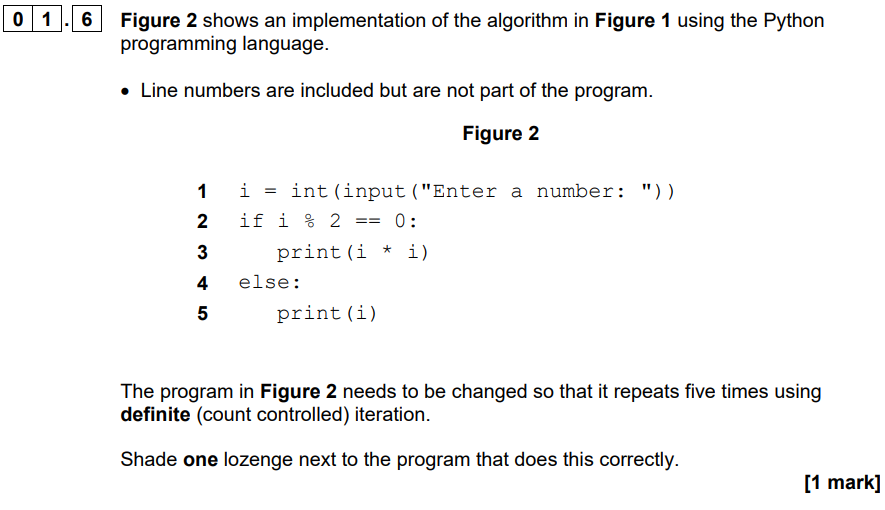 0 1 . 6 Figure 2 shows an implementation of the algorithm in Figure 1 using the Python
programming language.
• Line numbers are included but are not part of the program.
Figure 2
1 i = int(input("Enter a number: "))
2 if i % 2 == 0:
3 print(i * i)
4 else:
5 print(i)
The program in Figure 2 needs to be changed so that it repeats five times using
definite (count controlled) iteration.
Shade one lozenge next to the program that does this correctly.
[1 mark]